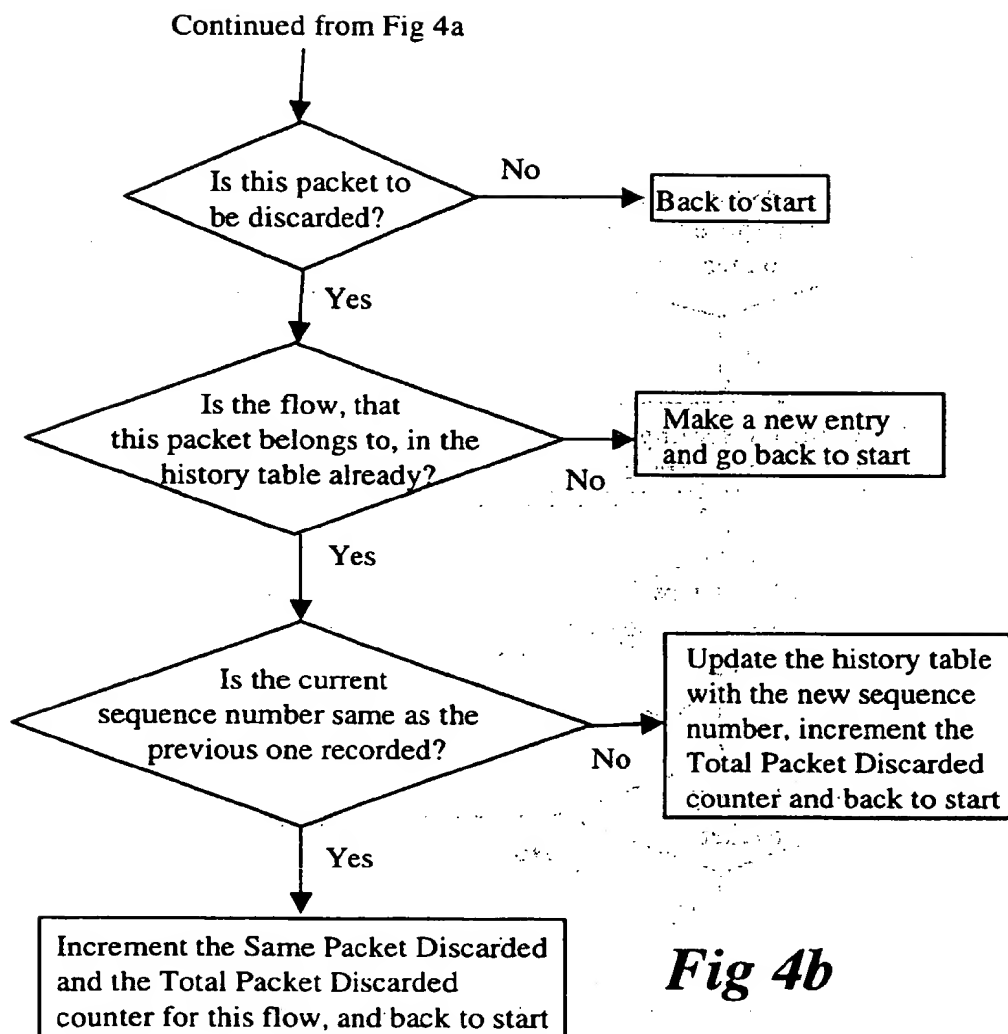 Continued from Fig 4a
Is this packet to
be discarded?
No
Back to start
Yes
Is the flow, that
this packet belongs to, in the
history table already?
No
Make a new entry
and go back to start
Yes
Is the current
sequence number same as the
previous one recorded?
No
Update the history table
with the new sequence
number, increment the
Total Packet Discarded
counter and back to start
Yes
Increment the Same Packet Discarded
and the Total Packet Discarded
counter for this flow, and back to start
Fig 4b